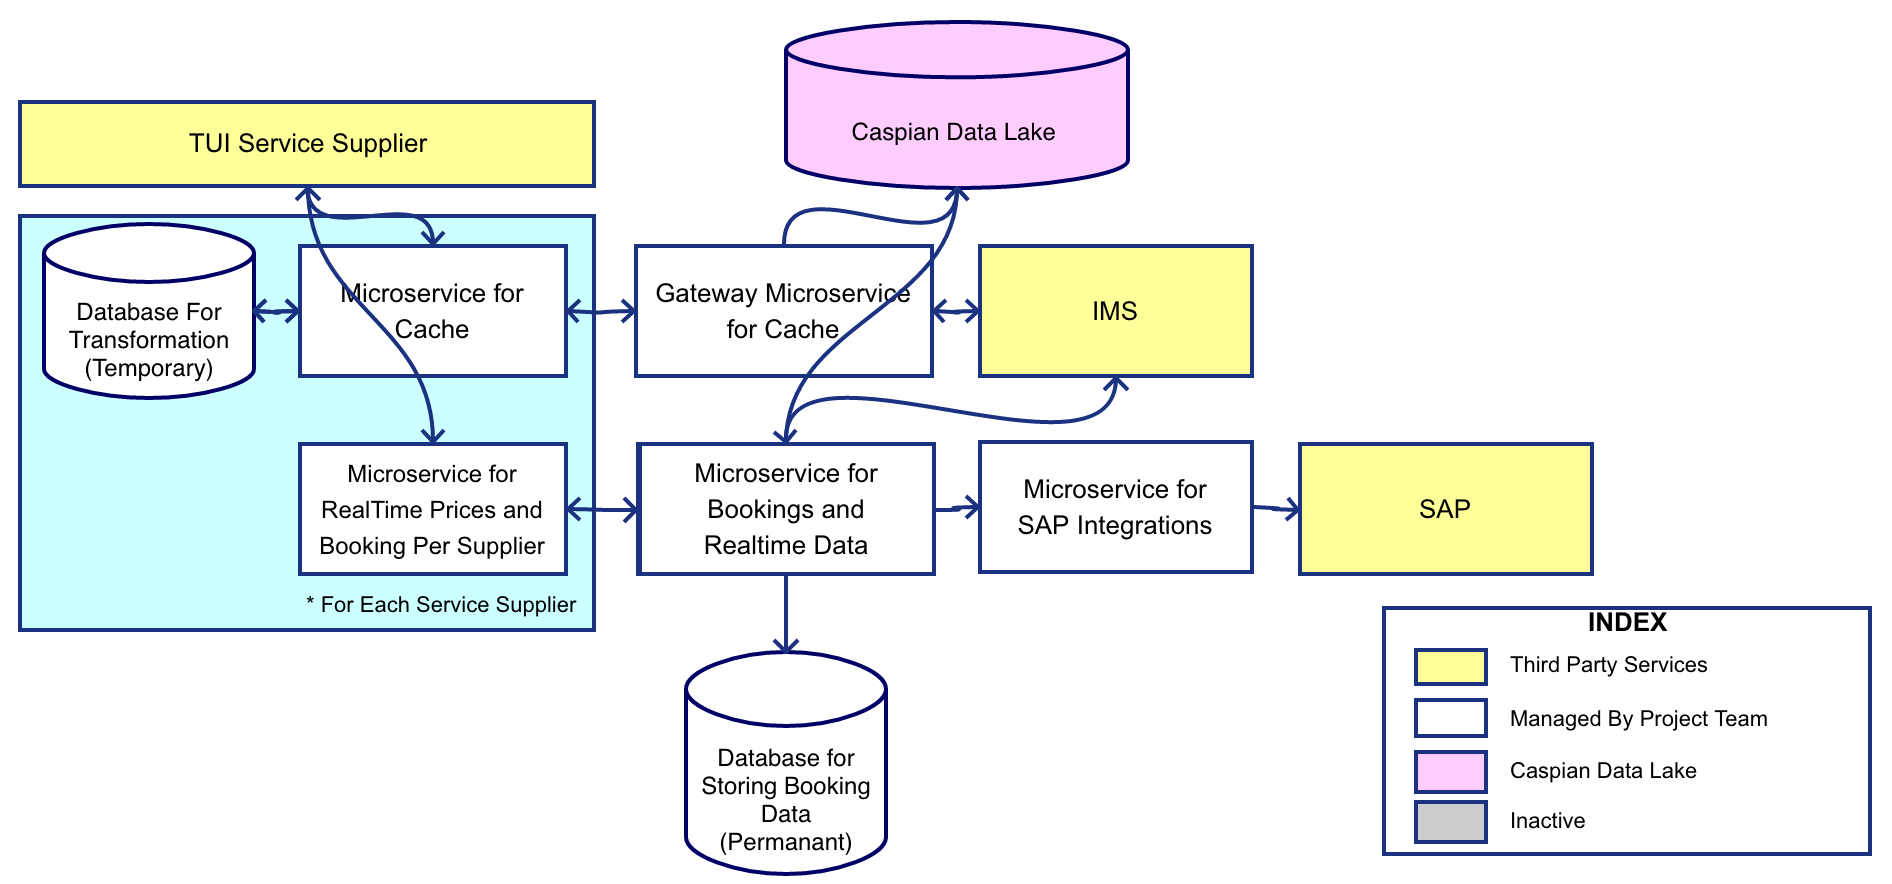 Caspian Data Lake
TUI Service Supplier
Database For
Transformation
(Temporary)
Microservice for
Cache
Gateway Microservice
for Cache
IMS
Microservice for
RealTime Prices and
Booking Per Supplier
* For Each Service Supplier
Microservice for
Bookings and
Realtime Data
Microservice for
SAP Integrations
SAP
Database for
Storing Booking
Data
(Permanant)
INDEX
Third Party Services
Managed By Project Team
Caspian Data Lake
Inactive